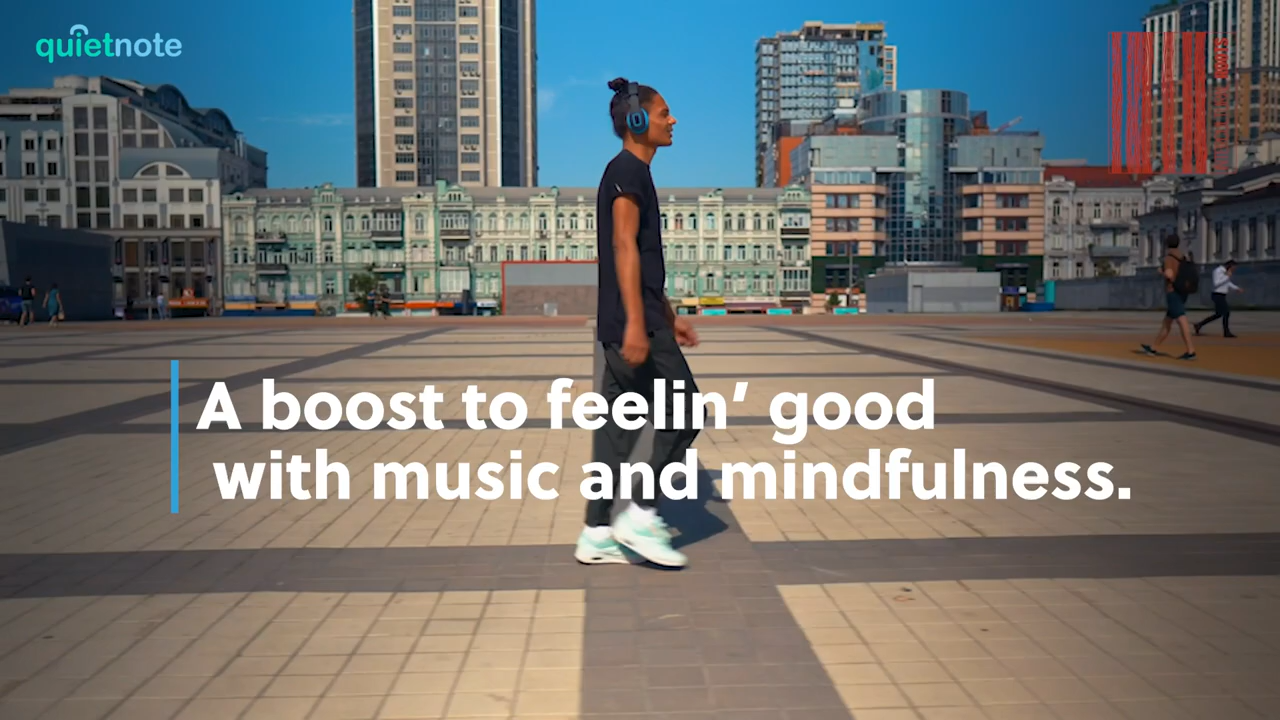 quietnote
A boost to feelin’ good
with music and mindfulness.